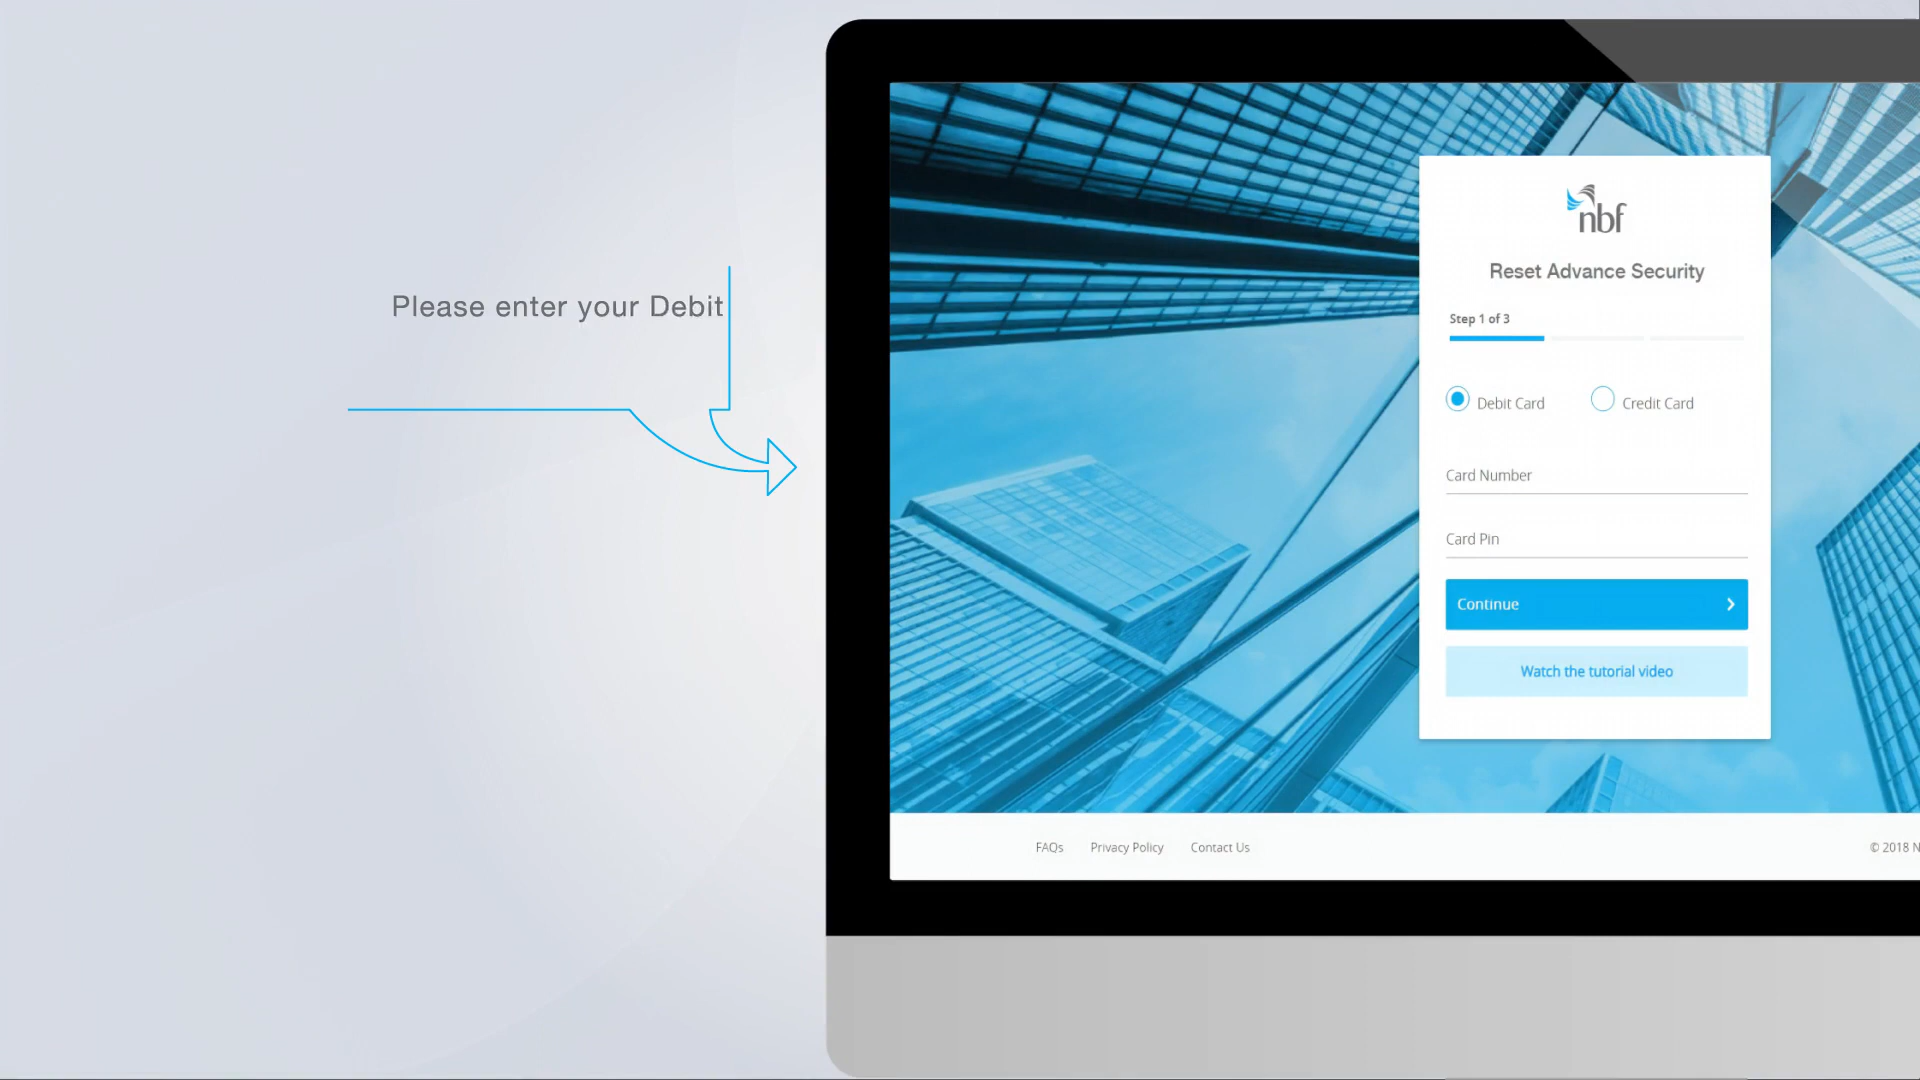 Please enter your Debit
nbf
Reset Advance Security
Step 1 of 3
Debit Card
Credit Card
Card Number
Card Pin
Continue
Watch the tutorial video
FAQs
Privacy Policy
Contact Us
© 2018 N